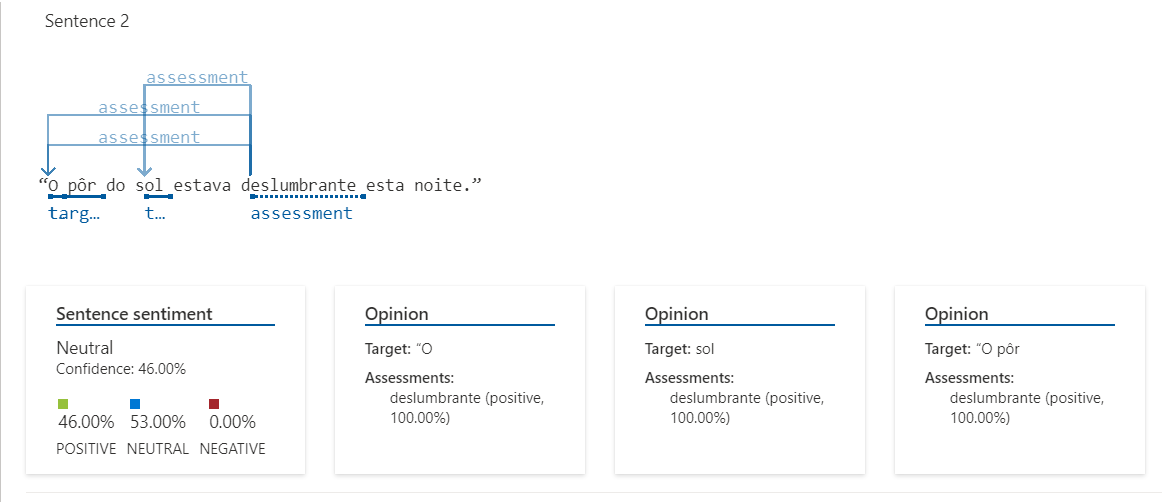 Sentence 2
assessment
assessment
assessment
“O pôr do sol estava deslumbrante esta noite.”
targ… t… assessment
Sentence sentiment
Neutral
Confidence: 46.00%
46.00% 53.00% 0.00%
POSITIVE NEUTRAL NEGATIVE
Opinion
Target: “O
Assessments:
deslumbrante (positive,
100.00%)
Opinion
Target: sol
Assessments:
deslumbrante (positive,
100.00%)
Opinion
Target: “O pôr
Assessments:
deslumbrante (positive,
100.00%)